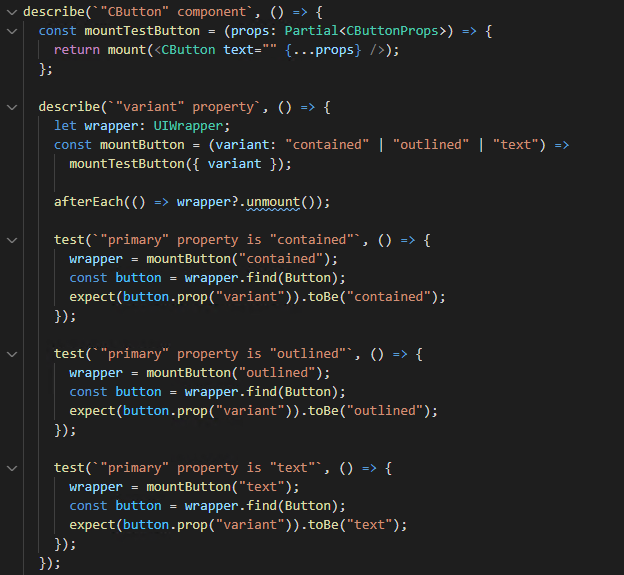 describe(`"CButton" component`, () => {
  const mountTestButton = (props: Partial<CButtonProps>) => {
    return mount(<CButton text="" {...props} />);
  };

  describe(`"variant" property`, () => {
    let wrapper: UIWrapper;
    const mountButton = (variant: "contained" | "outlined" | "text") =>
      mountTestButton({ variant });

    afterEach(() => wrapper?.unmount());

    test(`"primary" property is "contained"`, () => {
      wrapper = mountButton("contained");
      const button = wrapper.find(Button);
      expect(button.prop("variant")).toBe("contained");
    });

    test(`"primary" property is "outlined"`, () => {
      wrapper = mountButton("outlined");
      const button = wrapper.find(Button);
      expect(button.prop("variant")).toBe("outlined");
    });

    test(`"primary" property is "text"`, () => {
      wrapper = mountButton("text");
      const button = wrapper.find(Button);
      expect(button.prop("variant")).toBe("text");
    });
  });